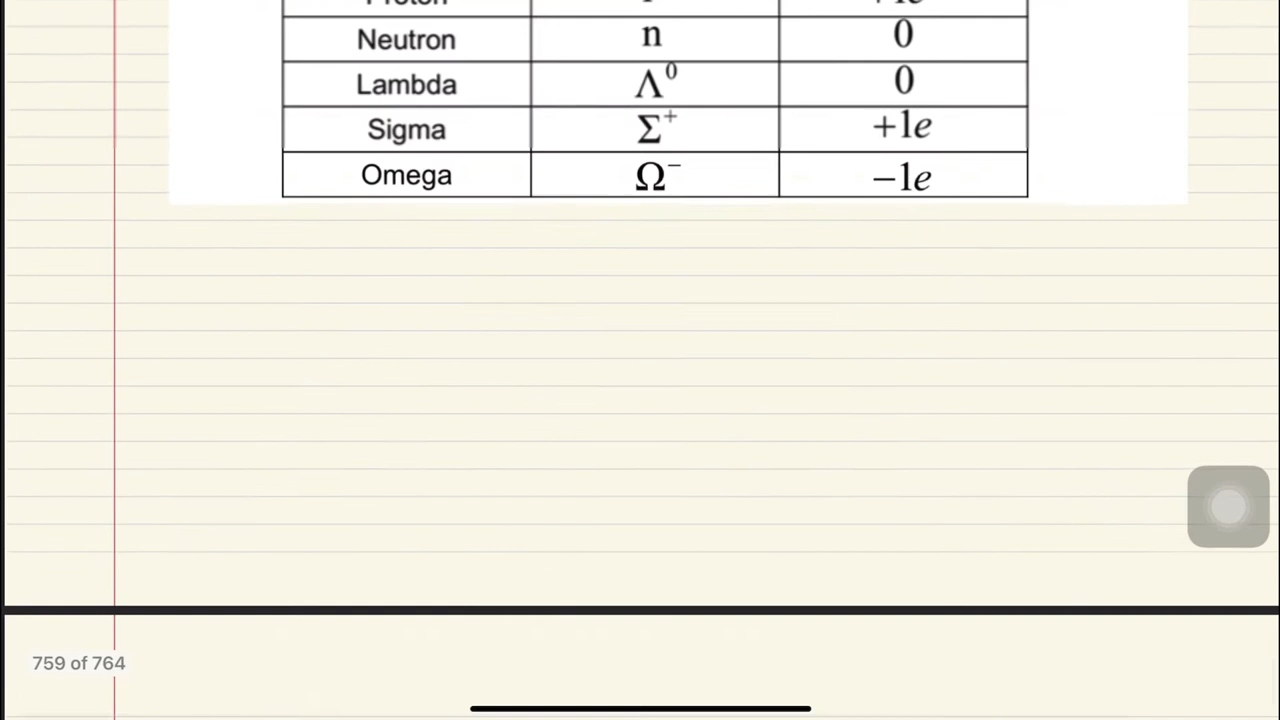 Neutron n 0
Lambda Λ⁰ 0
Sigma Σ⁺ +1e
Omega Ω⁻ −1e
759 of 764